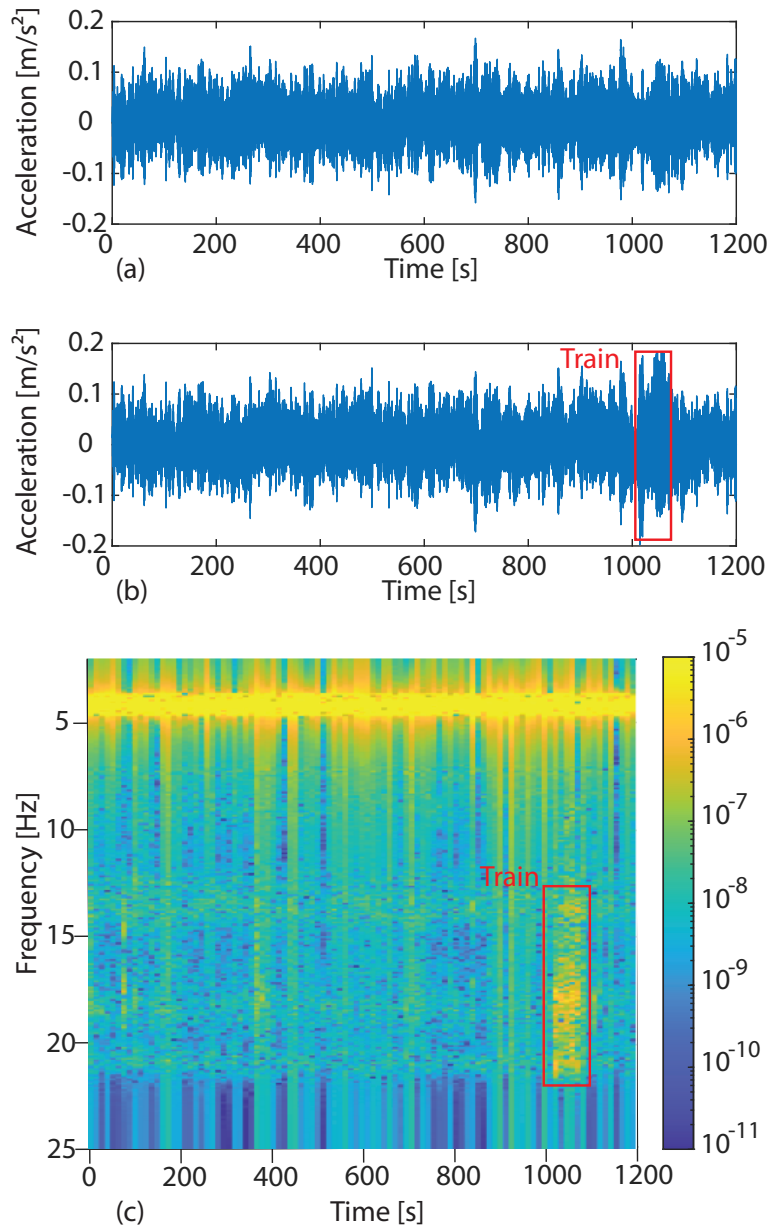 0.2
0.1
0
-0.1
-0.2
Acceleration [m/s²]
0 200 400 600 800 1000 1200
(a) Time [s]
0.2
Train
0.1
0
-0.1
-0.2
Acceleration [m/s²]
0 200 400 600 800 1000 1200
(b) Time [s]
5
10
15
20
25
Frequency [Hz]
Train
10⁻⁵
10⁻⁶
10⁻⁷
10⁻⁸
10⁻⁹
10⁻¹⁰
10⁻¹¹
0 200 400 600 800 1000 1200
(c) Time [s]